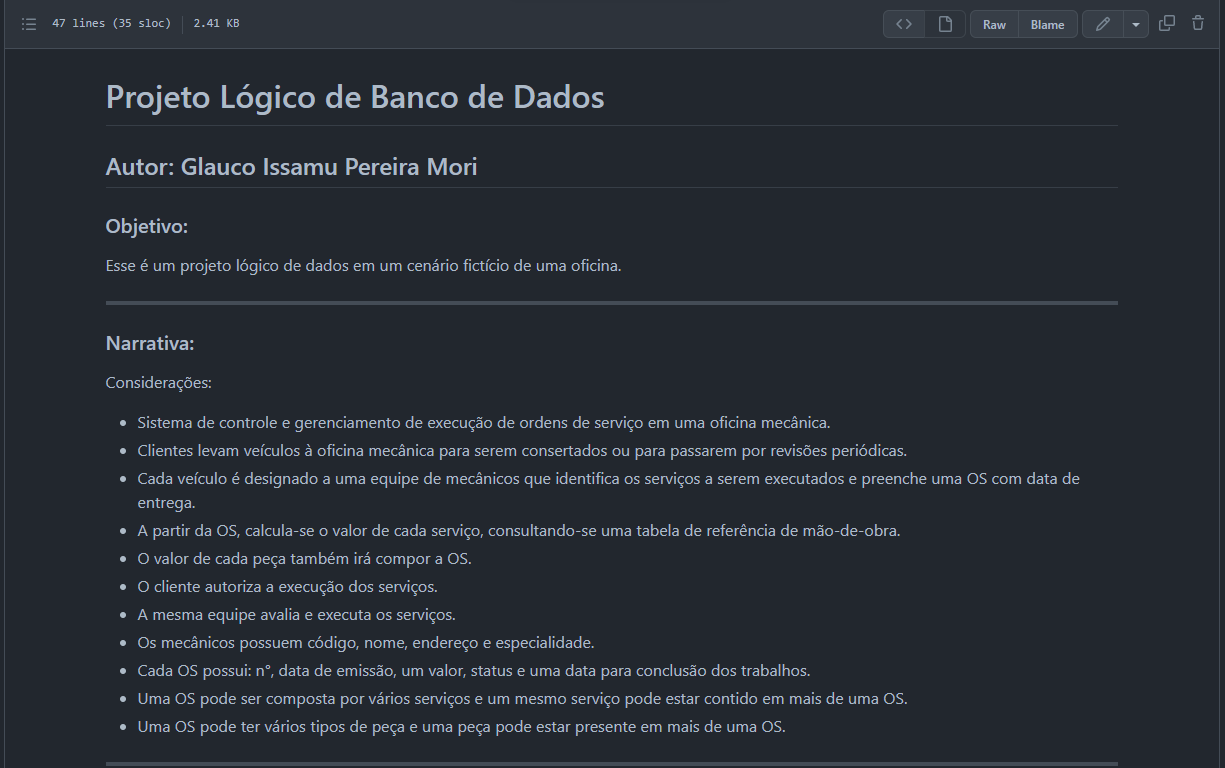 47 lines (35 sloc) 2.41 KB
Raw Blame
Projeto Lógico de Banco de Dados
Autor: Glauco Issamu Pereira Mori
Objetivo:
Esse é um projeto lógico de dados em um cenário fictício de uma oficina.
Narrativa:
Considerações:
Sistema de controle e gerenciamento de execução de ordens de serviço em uma oficina mecânica.
Clientes levam veículos à oficina mecânica para serem consertados ou para passarem por revisões periódicas.
Cada veículo é designado a uma equipe de mecânicos que identifica os serviços a serem executados e preenche uma OS com data de
entrega.
A partir da OS, calcula-se o valor de cada serviço, consultando-se uma tabela de referência de mão-de-obra.
O valor de cada peça também irá compor a OS.
O cliente autoriza a execução dos serviços.
A mesma equipe avalia e executa os serviços.
Os mecânicos possuem código, nome, endereço e especialidade.
Cada OS possui: n°, data de emissão, um valor, status e uma data para conclusão dos trabalhos.
Uma OS pode ser composta por vários serviços e um mesmo serviço pode estar contido em mais de uma OS.
Uma OS pode ter vários tipos de peça e uma peça pode estar presente em mais de uma OS.